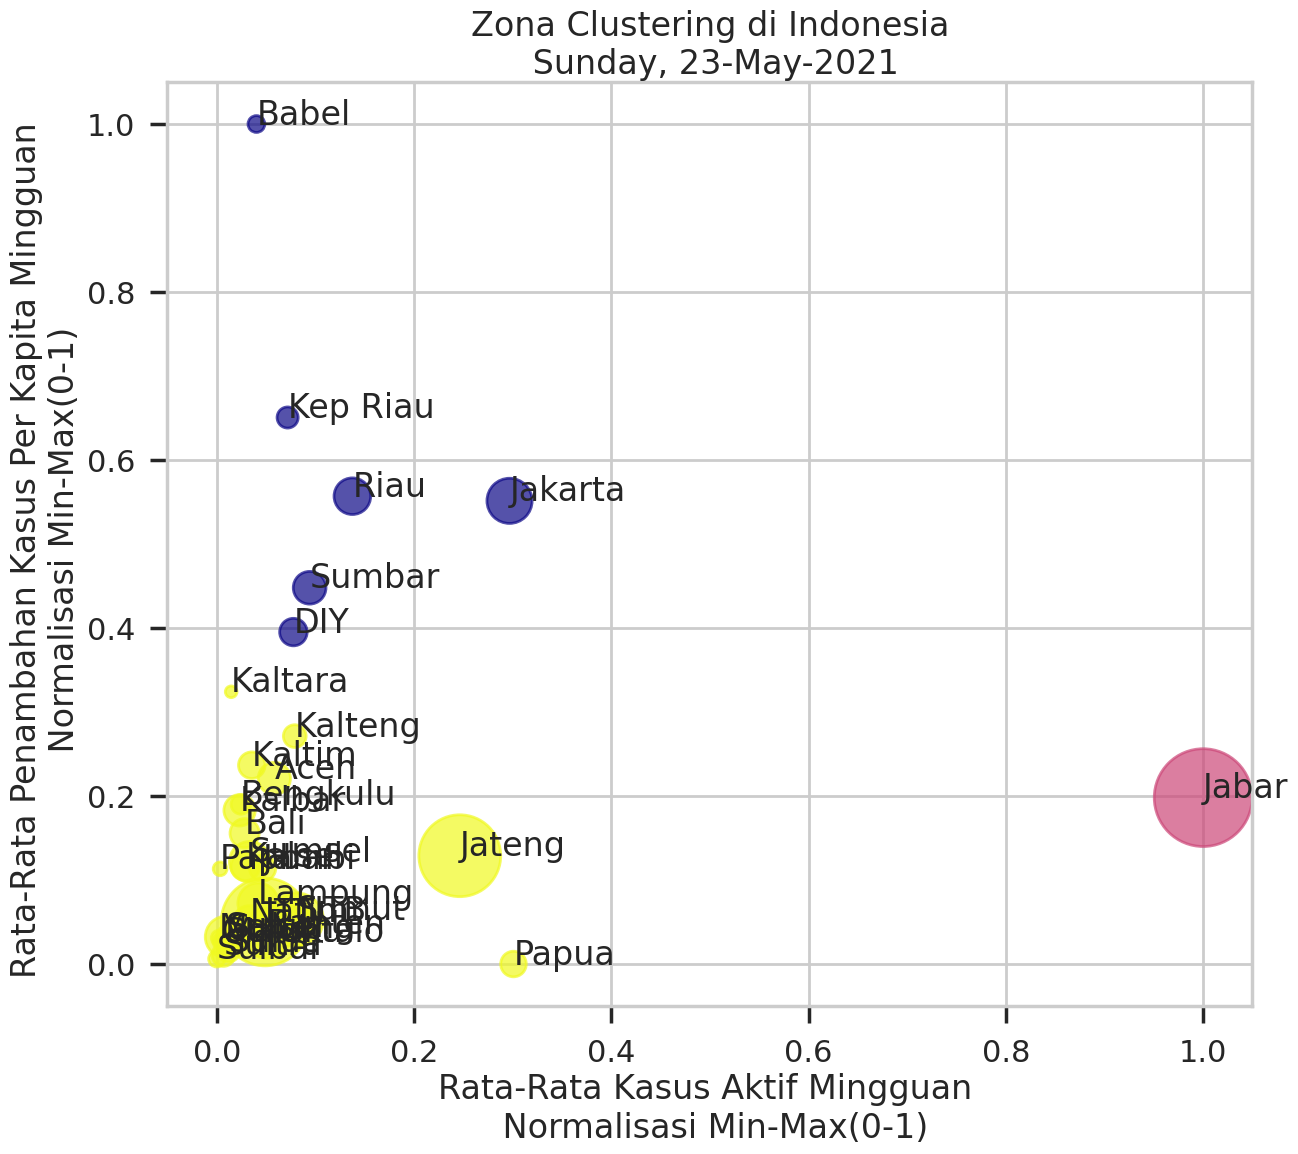 Zona Clustering di Indonesia
Sunday, 23-May-2021
Rata-Rata Penambahan Kasus Per Kapita Mingguan
Normalisasi Min-Max(0-1)
1.0
0.8
0.6
0.4
0.2
0.0
Babel
Kep Riau
Riau
Jakarta
Sumbar
DIY
Kaltara
Kalteng
Kaltim
Aceh
Bengkulu
Kalbar
Jabar
Bali
Jateng
Sumsel
Lampung
Papua
Sulbar
0.0 0.2 0.4 0.6 0.8 1.0
Rata-Rata Kasus Aktif Mingguan
Normalisasi Min-Max(0-1)